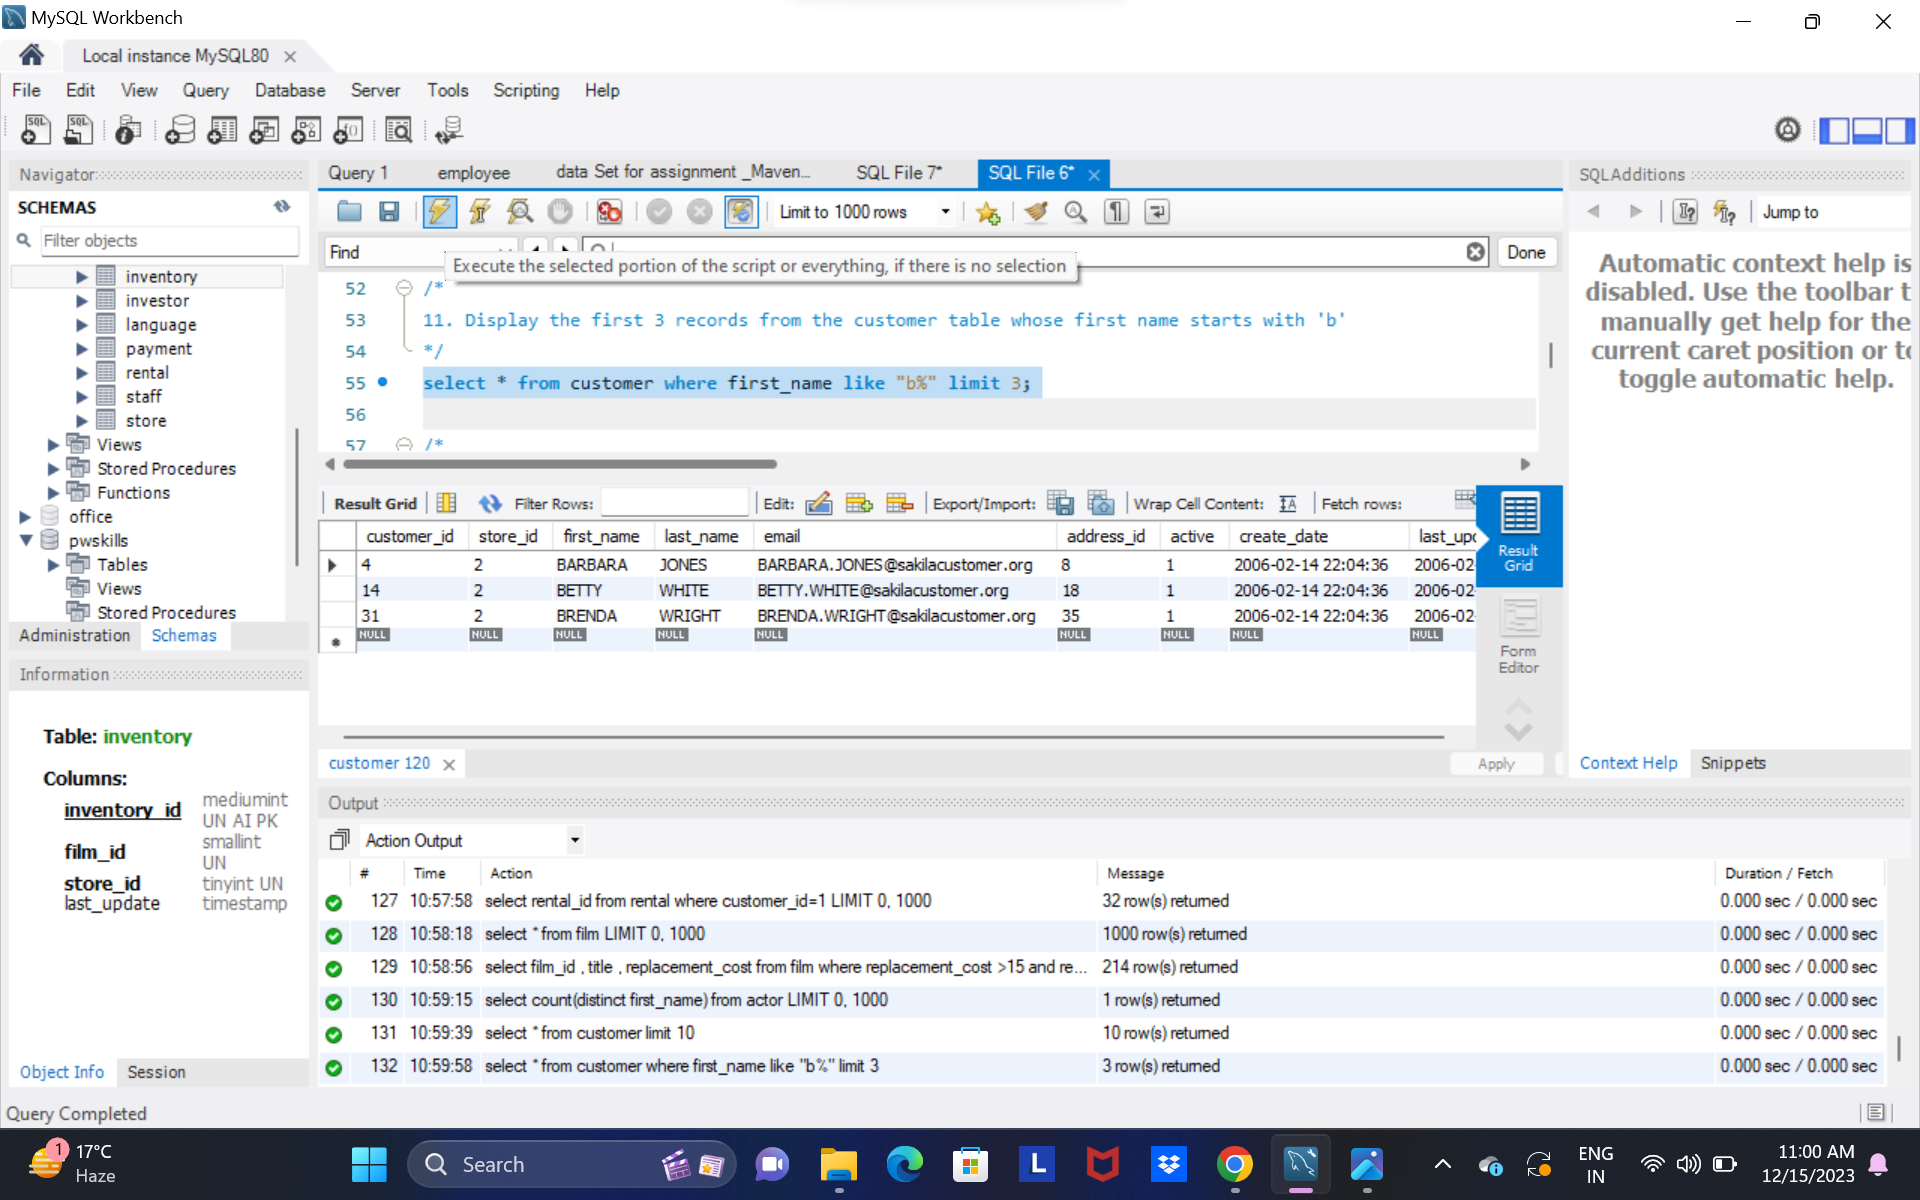 MySQL Workbench
Local instance MySQL80
File Edit View Query Database Server Tools Scripting Help
Navigator
SCHEMAS
Filter objects
inventory
investor
language
payment
rental
staff
store
Views
Stored Procedures
Functions
office
pwskills
Tables
Views
Stored Procedures
Administration Schemas
Information
Table: inventory
Columns:
inventory_id mediumint UN AI PK
film_id smallint UN
store_id tinyint UN
last_update timestamp
Object Info Session
Query Completed
Query 1 employee data Set for assignment _Maven... SQL File 7* SQL File 6*
Limit to 1000 rows
Find Done
Execute the selected portion of the script or everything, if there is no selection
52 /*
53 11. Display the first 3 records from the customer table whose first name starts with 'b'
54 */
55 select * from customer where first_name like "b%" limit 3;
56
57 /*
Result Grid Filter Rows: Edit: Export/Import: Wrap Cell Content: Fetch rows:
customer_id store_id first_name last_name email address_id active create_date last_upd
4 2 BARBARA JONES BARBARA.JONES@sakilacustomer.org 8 1 2006-02-14 22:04:36 2006-02-
14 2 BETTY WHITE BETTY.WHITE@sakilacustomer.org 18 1 2006-02-14 22:04:36 2006-02-
31 2 BRENDA WRIGHT BRENDA.WRIGHT@sakilacustomer.org 35 1 2006-02-14 22:04:36 2006-02-
NULL NULL NULL NULL NULL NULL NULL NULL NULL
Result Grid
Form Editor
customer 120
Apply
SQLAdditions
Jump to
Automatic context help is
disabled. Use the toolbar t
manually get help for the
current caret position or to
toggle automatic help.
Context Help Snippets
Output
Action Output
# Time Action Message Duration / Fetch
127 10:57:58 select rental_id from rental where customer_id=1 LIMIT 0, 1000 32 row(s) returned 0.000 sec / 0.000 sec
128 10:58:18 select * from film LIMIT 0, 1000 1000 row(s) returned 0.000 sec / 0.000 sec
129 10:58:56 select film_id , title , replacement_cost from film where replacement_cost >15 and re... 214 row(s) returned 0.000 sec / 0.000 sec
130 10:59:15 select count(distinct first_name) from actor LIMIT 0, 1000 1 row(s) returned 0.000 sec / 0.000 sec
131 10:59:39 select * from customer limit 10 10 row(s) returned 0.000 sec / 0.000 sec
132 10:59:58 select * from customer where first_name like "b%" limit 3 3 row(s) returned 0.000 sec / 0.000 sec
1
17°C
Haze
Search
L
ENG
IN
11:00 AM
12/15/2023